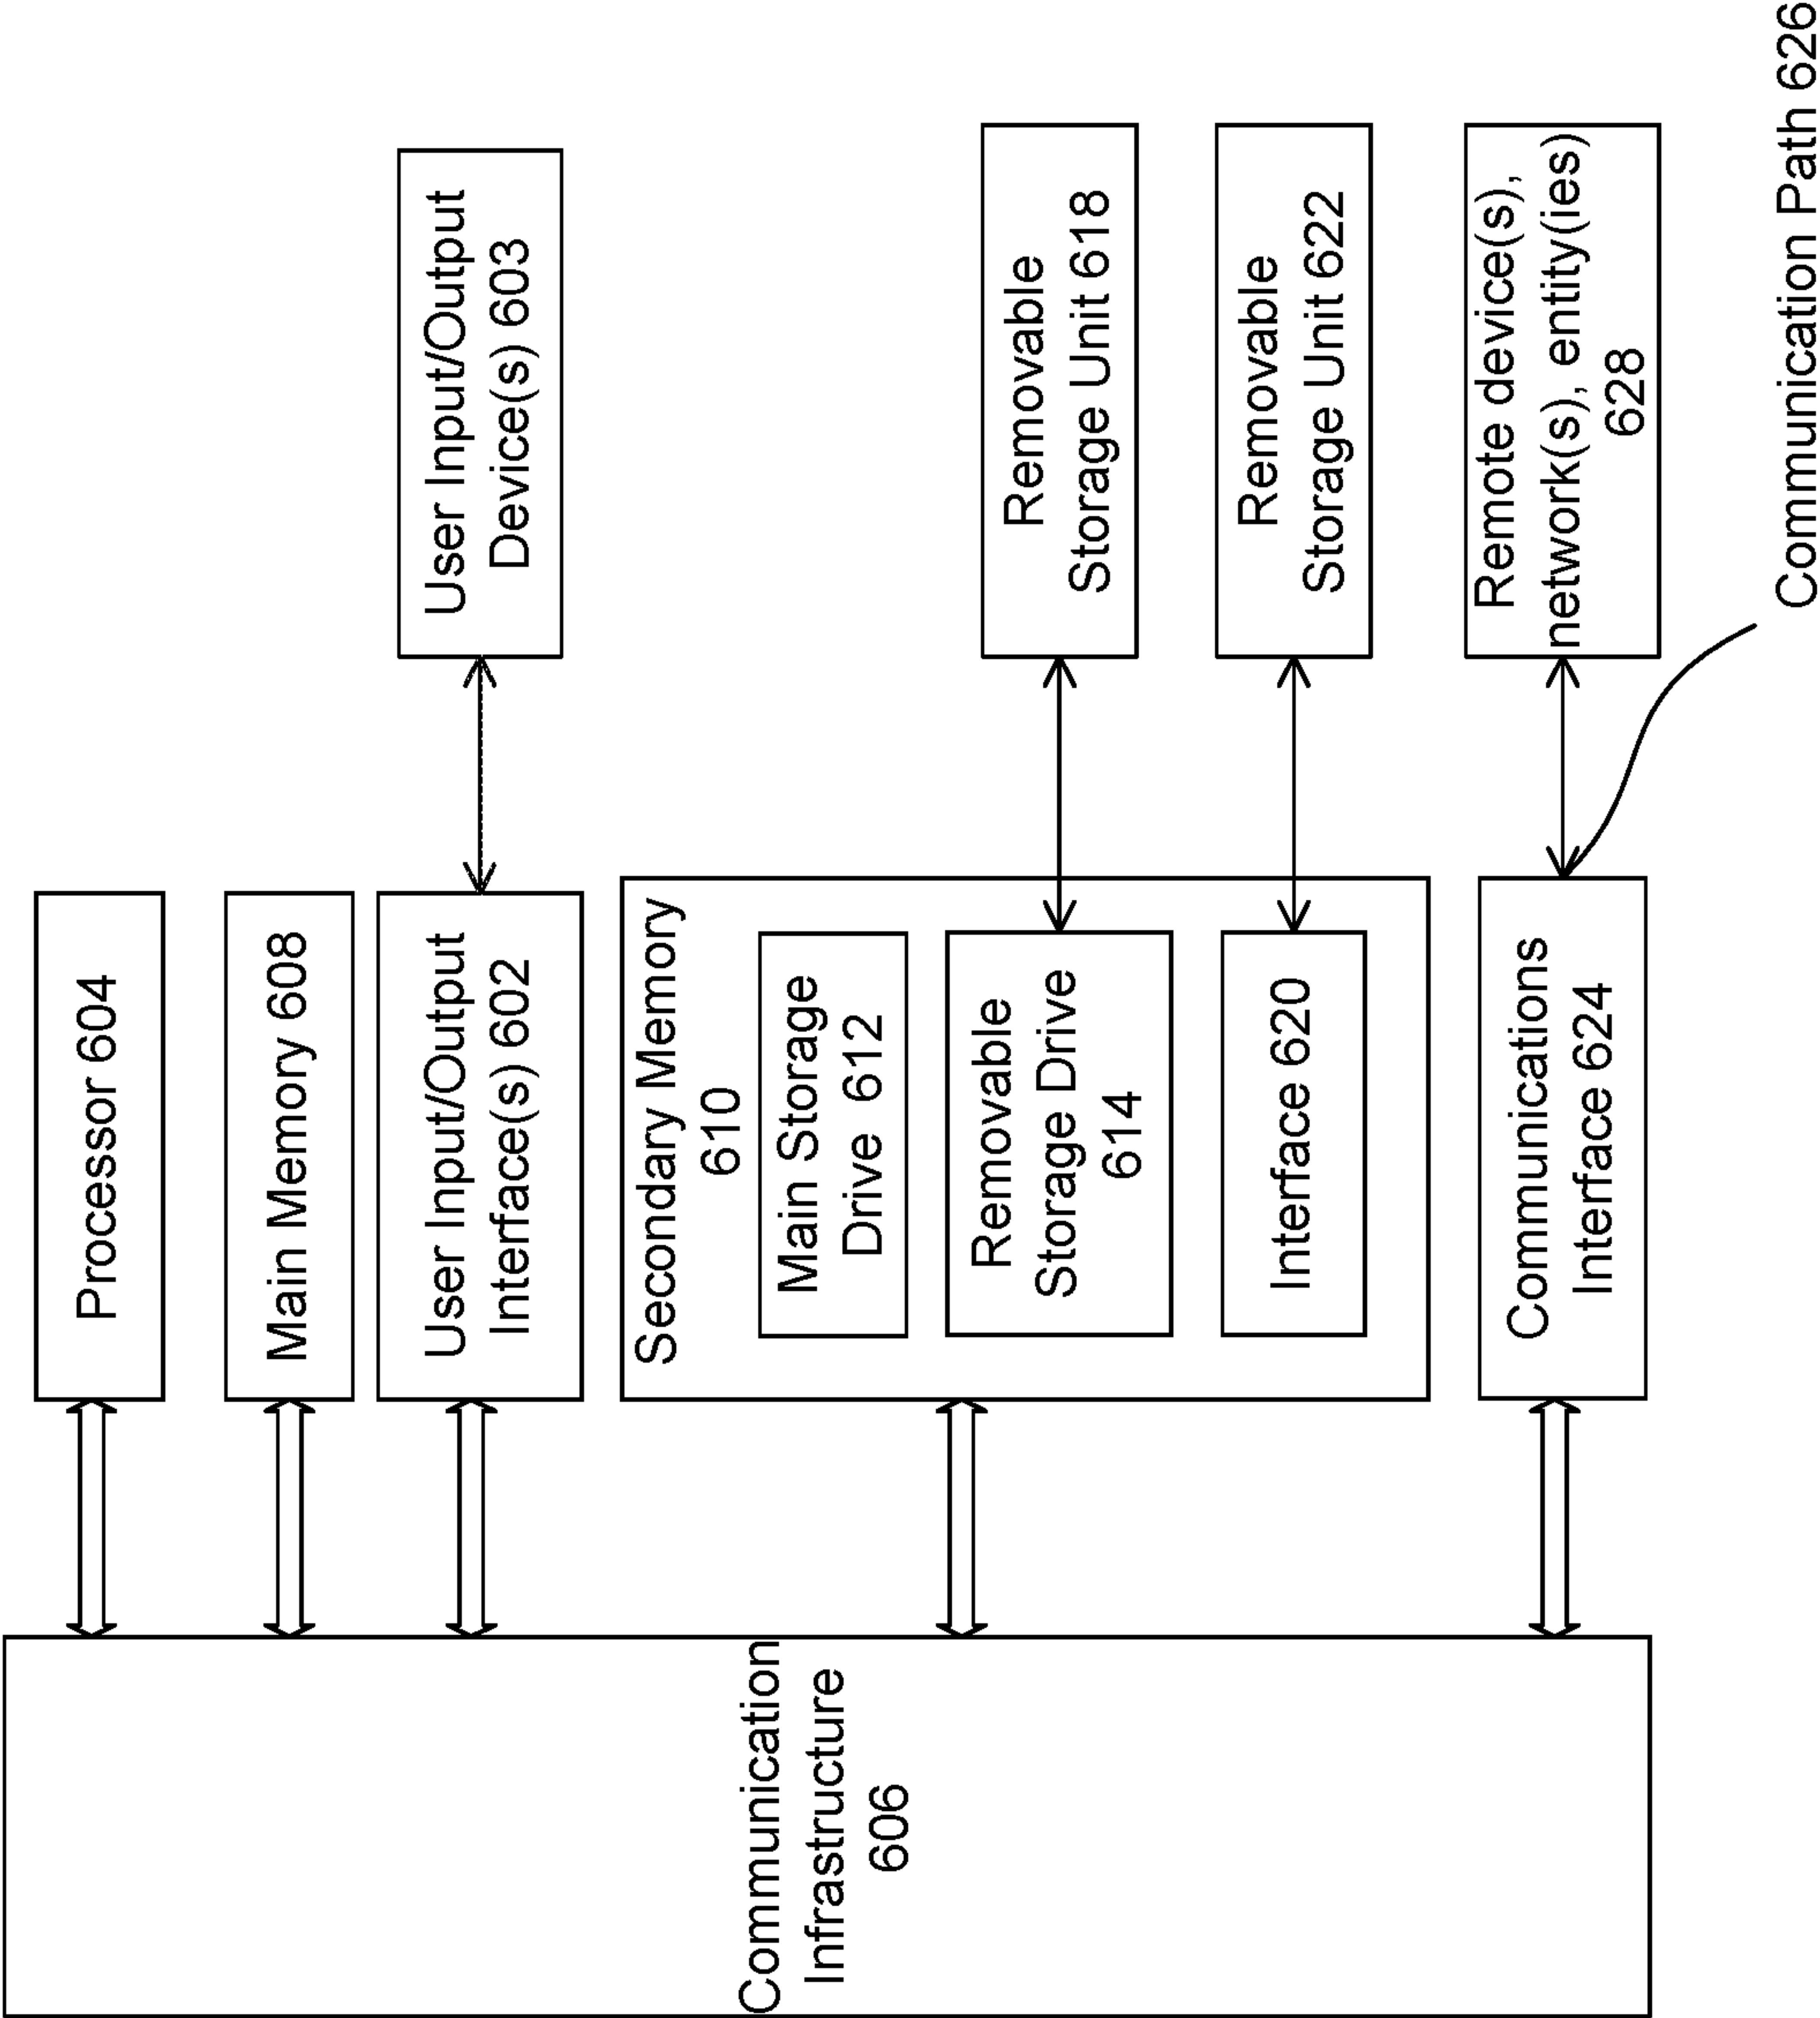 Processor 604
Main Memory 608
User Input/Output
Interface(s) 602
User Input/Output
Device(s) 603
Secondary Memory
610
Main Storage
Drive 612
Removable
Storage Drive
614
Interface 620
Removable
Storage Unit 618
Removable
Storage Unit 622
Communications
Interface 624
Remote device(s),
network(s), entity(ies)
628
Communication Path 626
Communication
Infrastructure
606